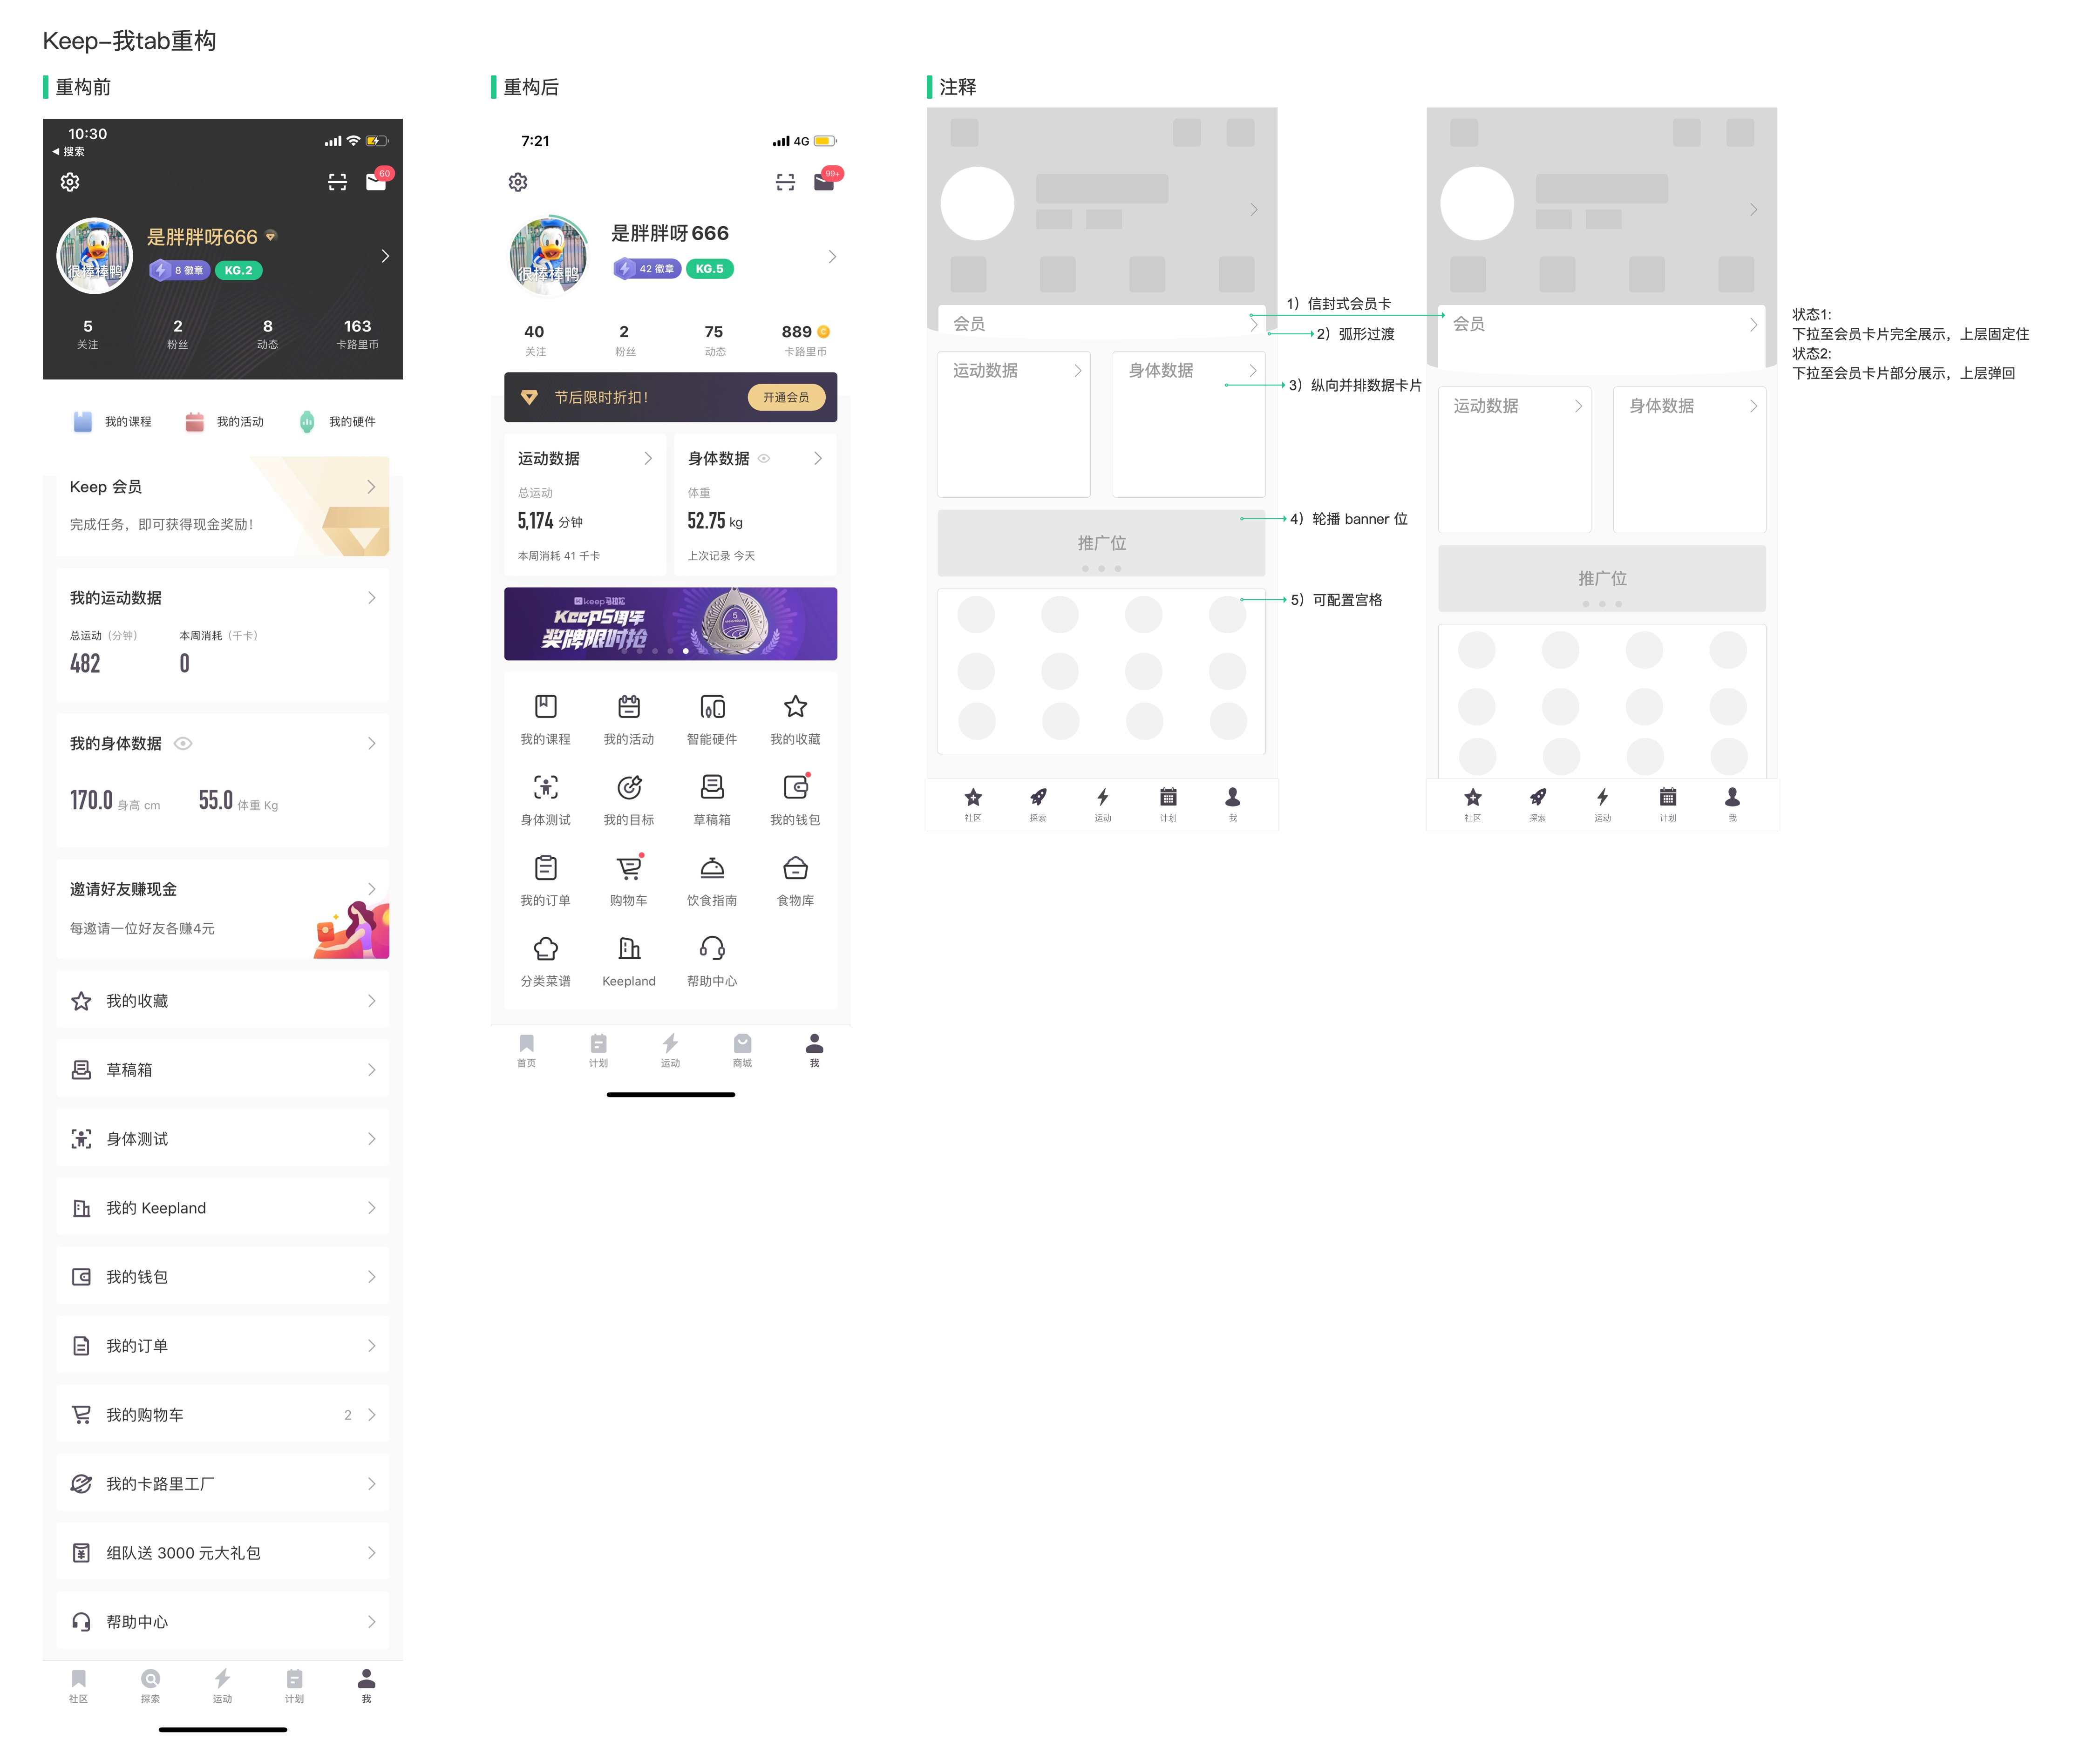 Keep-我tab重构
重构前
10:30
搜索
60
很棒棒鸭
是胖胖呀666
8 徽章
KG.2
5
2
8
163
关注
粉丝
动态
卡路里币
我的课程
我的活动
我的硬件
Keep 会员
完成任务，即可获得现金奖励！
我的运动数据
总运动（分钟）
本周消耗（千卡）
482
0
我的身体数据
170.0 身高 cm
55.0 体重 Kg
邀请好友赚现金
每邀请一位好友各赚4元
我的收藏
草稿箱
身体测试
我的 Keepland
我的钱包
我的订单
我的购物车
2
我的卡路里工厂
组队送 3000 元大礼包
帮助中心
社区
探索
运动
计划
我
重构后
7:21
4G
99+
很棒棒鸭
是胖胖呀666
42 徽章
KG.5
40
2
75
889
关注
粉丝
动态
卡路里币
节后限时折扣！
开通会员
运动数据
身体数据
总运动
体重
5,174 分钟
52.75 kg
本周消耗 41 千卡
上次记录 今天
keep马拉松
Keep5周年
奖牌限时抢
5
我的课程
我的活动
智能硬件
我的收藏
身体测试
我的目标
草稿箱
我的钱包
我的订单
购物车
饮食指南
食物库
分类菜谱
Keepland
帮助中心
首页
计划
运动
商城
我
注释
会员
运动数据
身体数据
推广位
社区
探索
运动
计划
我
1）信封式会员卡
2）弧形过渡
3）纵向并排数据卡片
4）轮播 banner 位
5）可配置宫格
会员
运动数据
身体数据
推广位
社区
探索
运动
计划
我
状态1:
下拉至会员卡片完全展示，上层固定住
状态2:
下拉至会员卡片部分展示，上层弹回